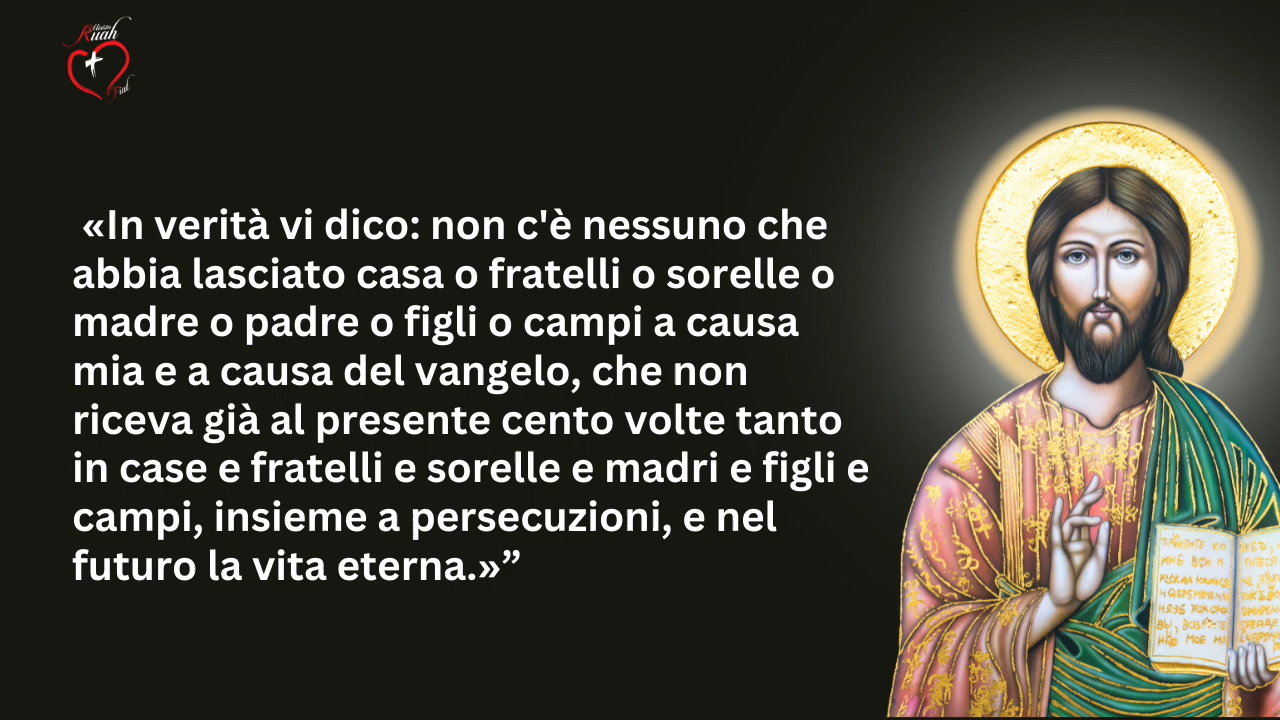 Ruah
«In verità vi dico: non c'è nessuno che
abbia lasciato casa o fratelli o sorelle o
madre o padre o figli o campi a causa
mia e a causa del vangelo, che non
riceva già al presente cento volte tanto
in case e fratelli e sorelle e madri e figli e
campi, insieme a persecuzioni, e nel
futuro la vita eterna.»”